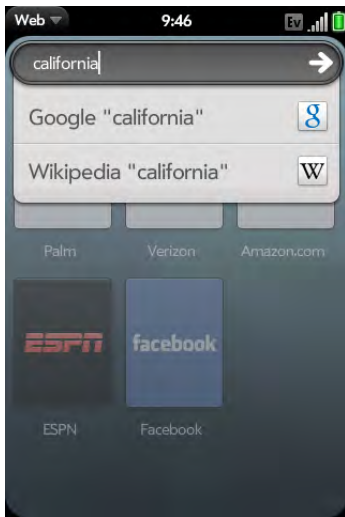 Web 9:46 Ev
california
Google "california" g
Wikipedia "california" W
Palm Verizon Amazon.com
ESPN facebook
ESPN Facebook